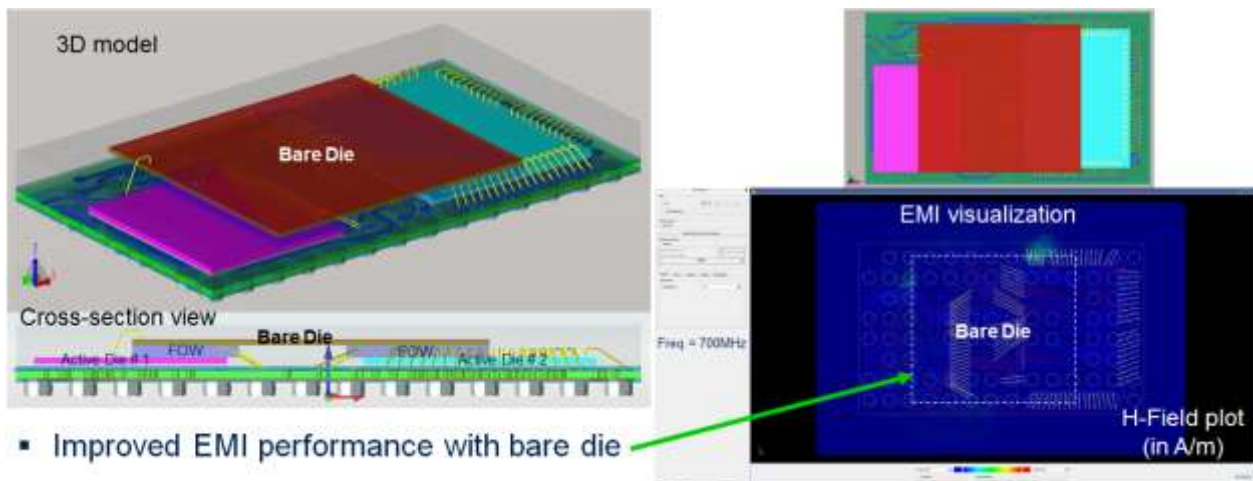 3D model
Bare Die
Cross-section view
Bare Die
FOW
FOW
Active Die # 1
Active Die # 2
▪ Improved EMI performance with bare die
EMI visualization
Bare Die
Freq = 700MHz
H-Field plot
(in A/m)